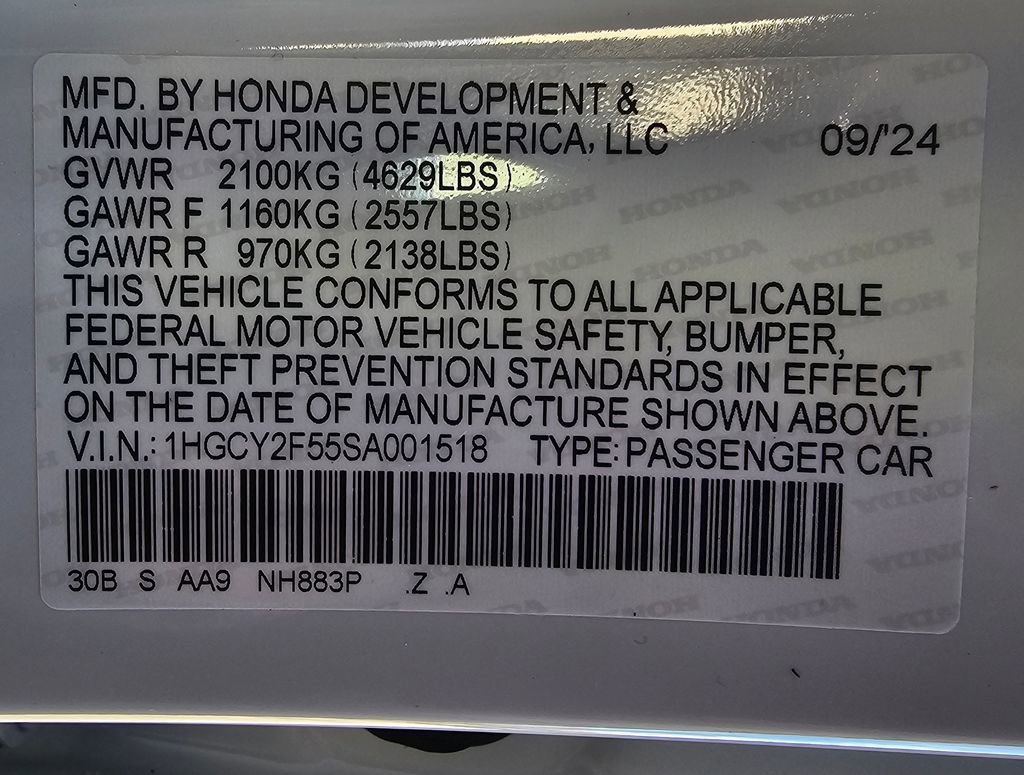 MFD. BY HONDA DEVELOPMENT &
MANUFACTURING OF AMERICA, LLC 09/'24
GVWR 2100KG (4629LBS)
GAWR F 1160KG (2557LBS)
GAWR R 970KG (2138LBS)
THIS VEHICLE CONFORMS TO ALL APPLICABLE
FEDERAL MOTOR VEHICLE SAFETY, BUMPER,
AND THEFT PREVENTION STANDARDS IN EFFECT
ON THE DATE OF MANUFACTURE SHOWN ABOVE.
V.I.N.: 1HGCY2F55SA001518 TYPE: PASSENGER CAR
30B S AA9 NH883P .Z .A